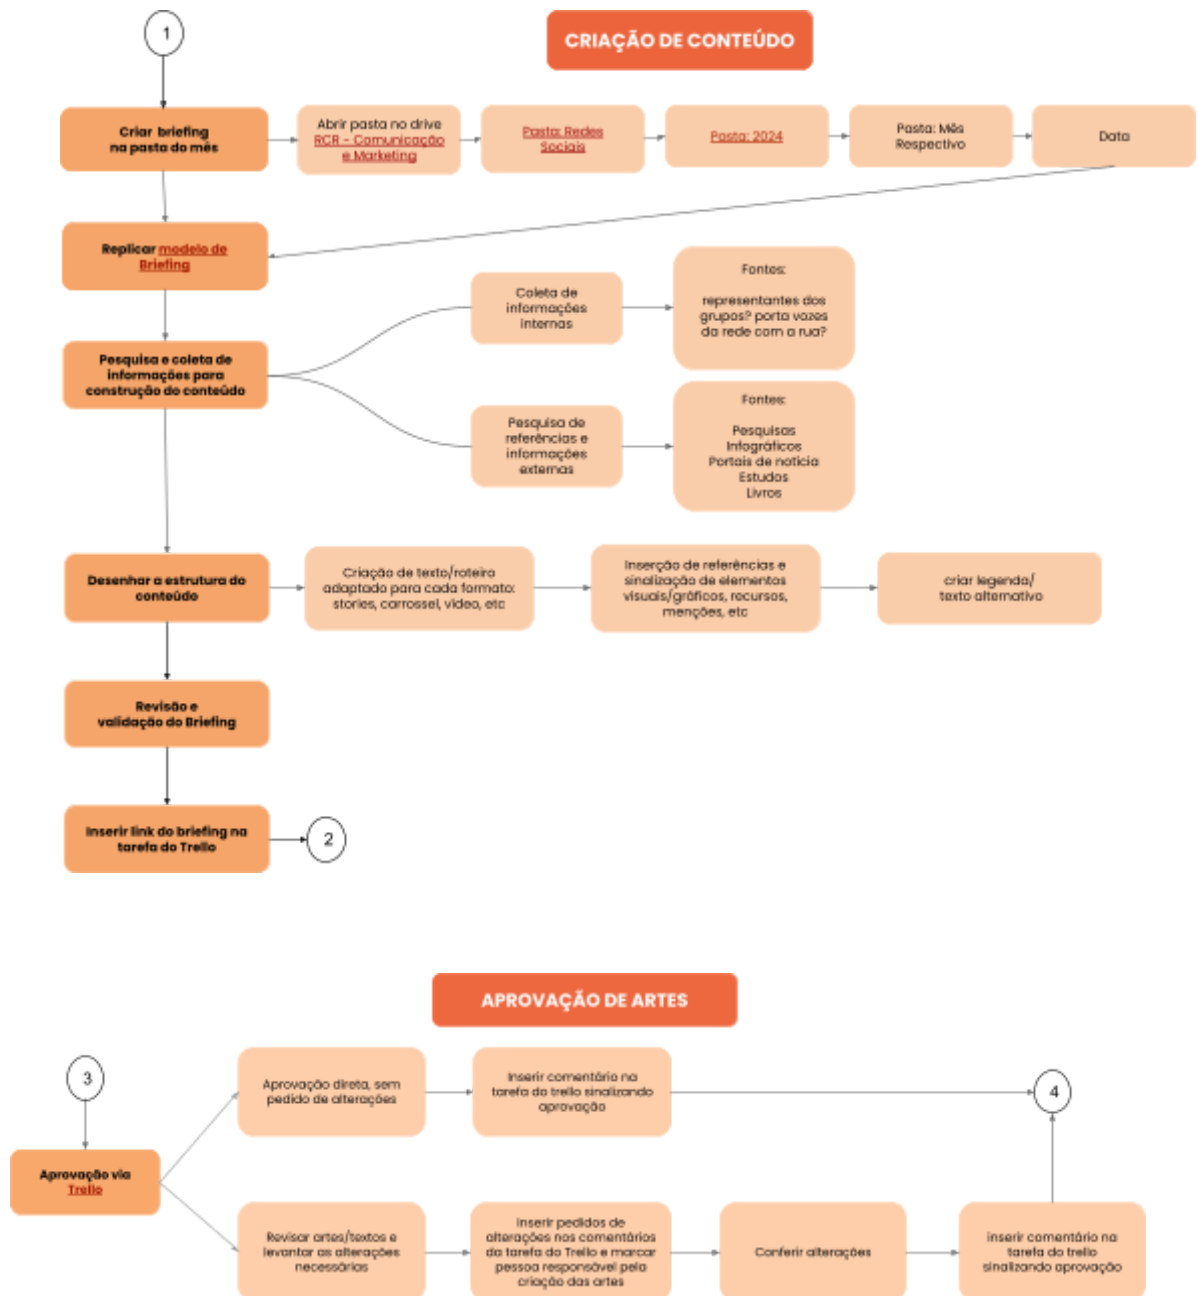 1
CRIAÇÃO DE CONTEÚDO
Criar briefing
na pasta do mês
Abrir pasta no drive
RCR - Comunicação
e Marketing
Pasta: Redes
Sociais
Pasta: 2024
Pasta: Mês
Respectivo
Data
Replicar modelo de
Briefing
Pesquisa e coleta de
informações para
construção do conteúdo
Coleta de
informações
internas
Fontes:
representantes dos
grupos? porta vozes
da rede com a rua?
Pesquisa de
referências e
informações
externas
Fontes:
Pesquisas
Infográficos
Portais de notícia
Estudos
Livros
Desenhar a estrutura do
conteúdo
Criação de texto/roteiro
adaptado para cada formato:
stories, carrossel, vídeo, etc
Inserção de referências e
sinalização de elementos
visuais/gráficos, recursos,
menções, etc
criar legenda/
texto alternativo
Revisão e
validação do Briefing
Inserir link do briefing na
tarefa do Trello
2
APROVAÇÃO DE ARTES
3
Aprovação via
Trello
Aprovação direta, sem
pedido de alterações
Inserir comentário na
tarefa do trello sinalizando
aprovação
4
Revisar artes/textos e
levantar as alterações
necessárias
Inserir pedidos de
alterações nos comentários
da tarefa do Trello e marcar
pessoa responsável pela
criação das artes
Conferir alterações
inserir comentário na
tarefa do trello
sinalizando aprovação